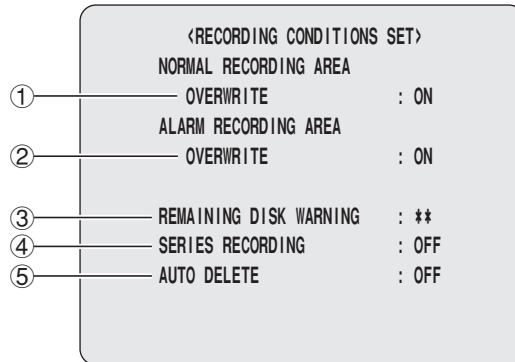 <RECORDING CONDITIONS SET>
NORMAL RECORDING AREA
① OVERWRITE : ON
ALARM RECORDING AREA
② OVERWRITE : ON
③ REMAINING DISK WARNING : **
④ SERIES RECORDING : OFF
⑤ AUTO DELETE : OFF